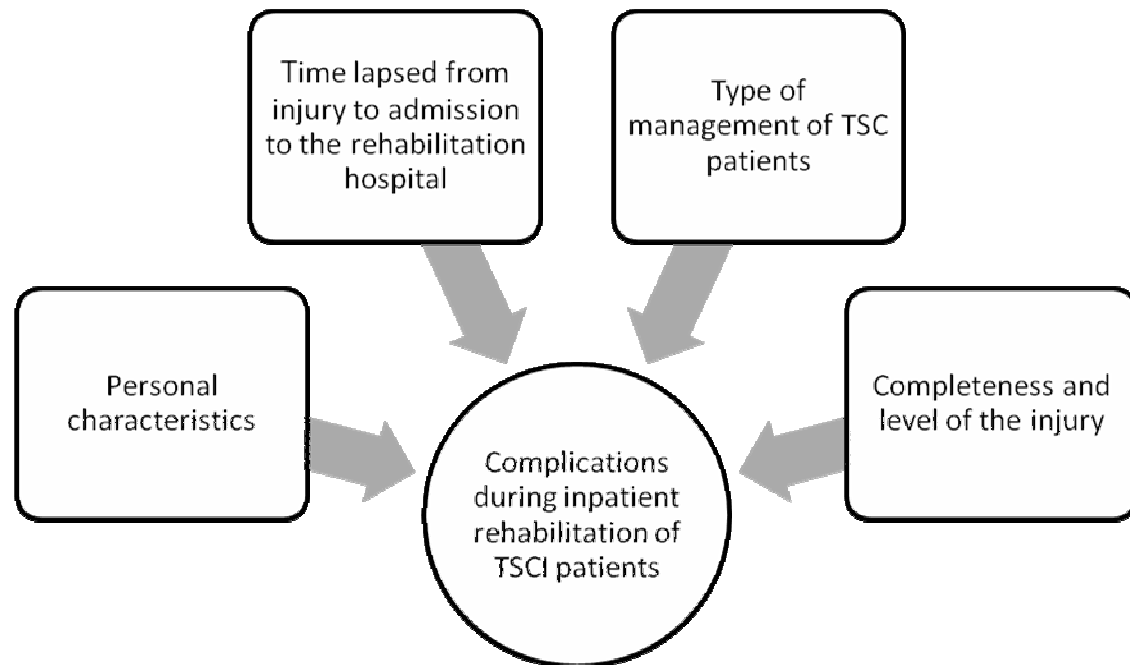 Time lapsed from
injury to admission
to the rehabilitation
hospital
Type of
management of TSC
patients
Personal
characteristics
Completeness and
level of the injury
Complications
during inpatient
rehabilitation of
TSCI patients